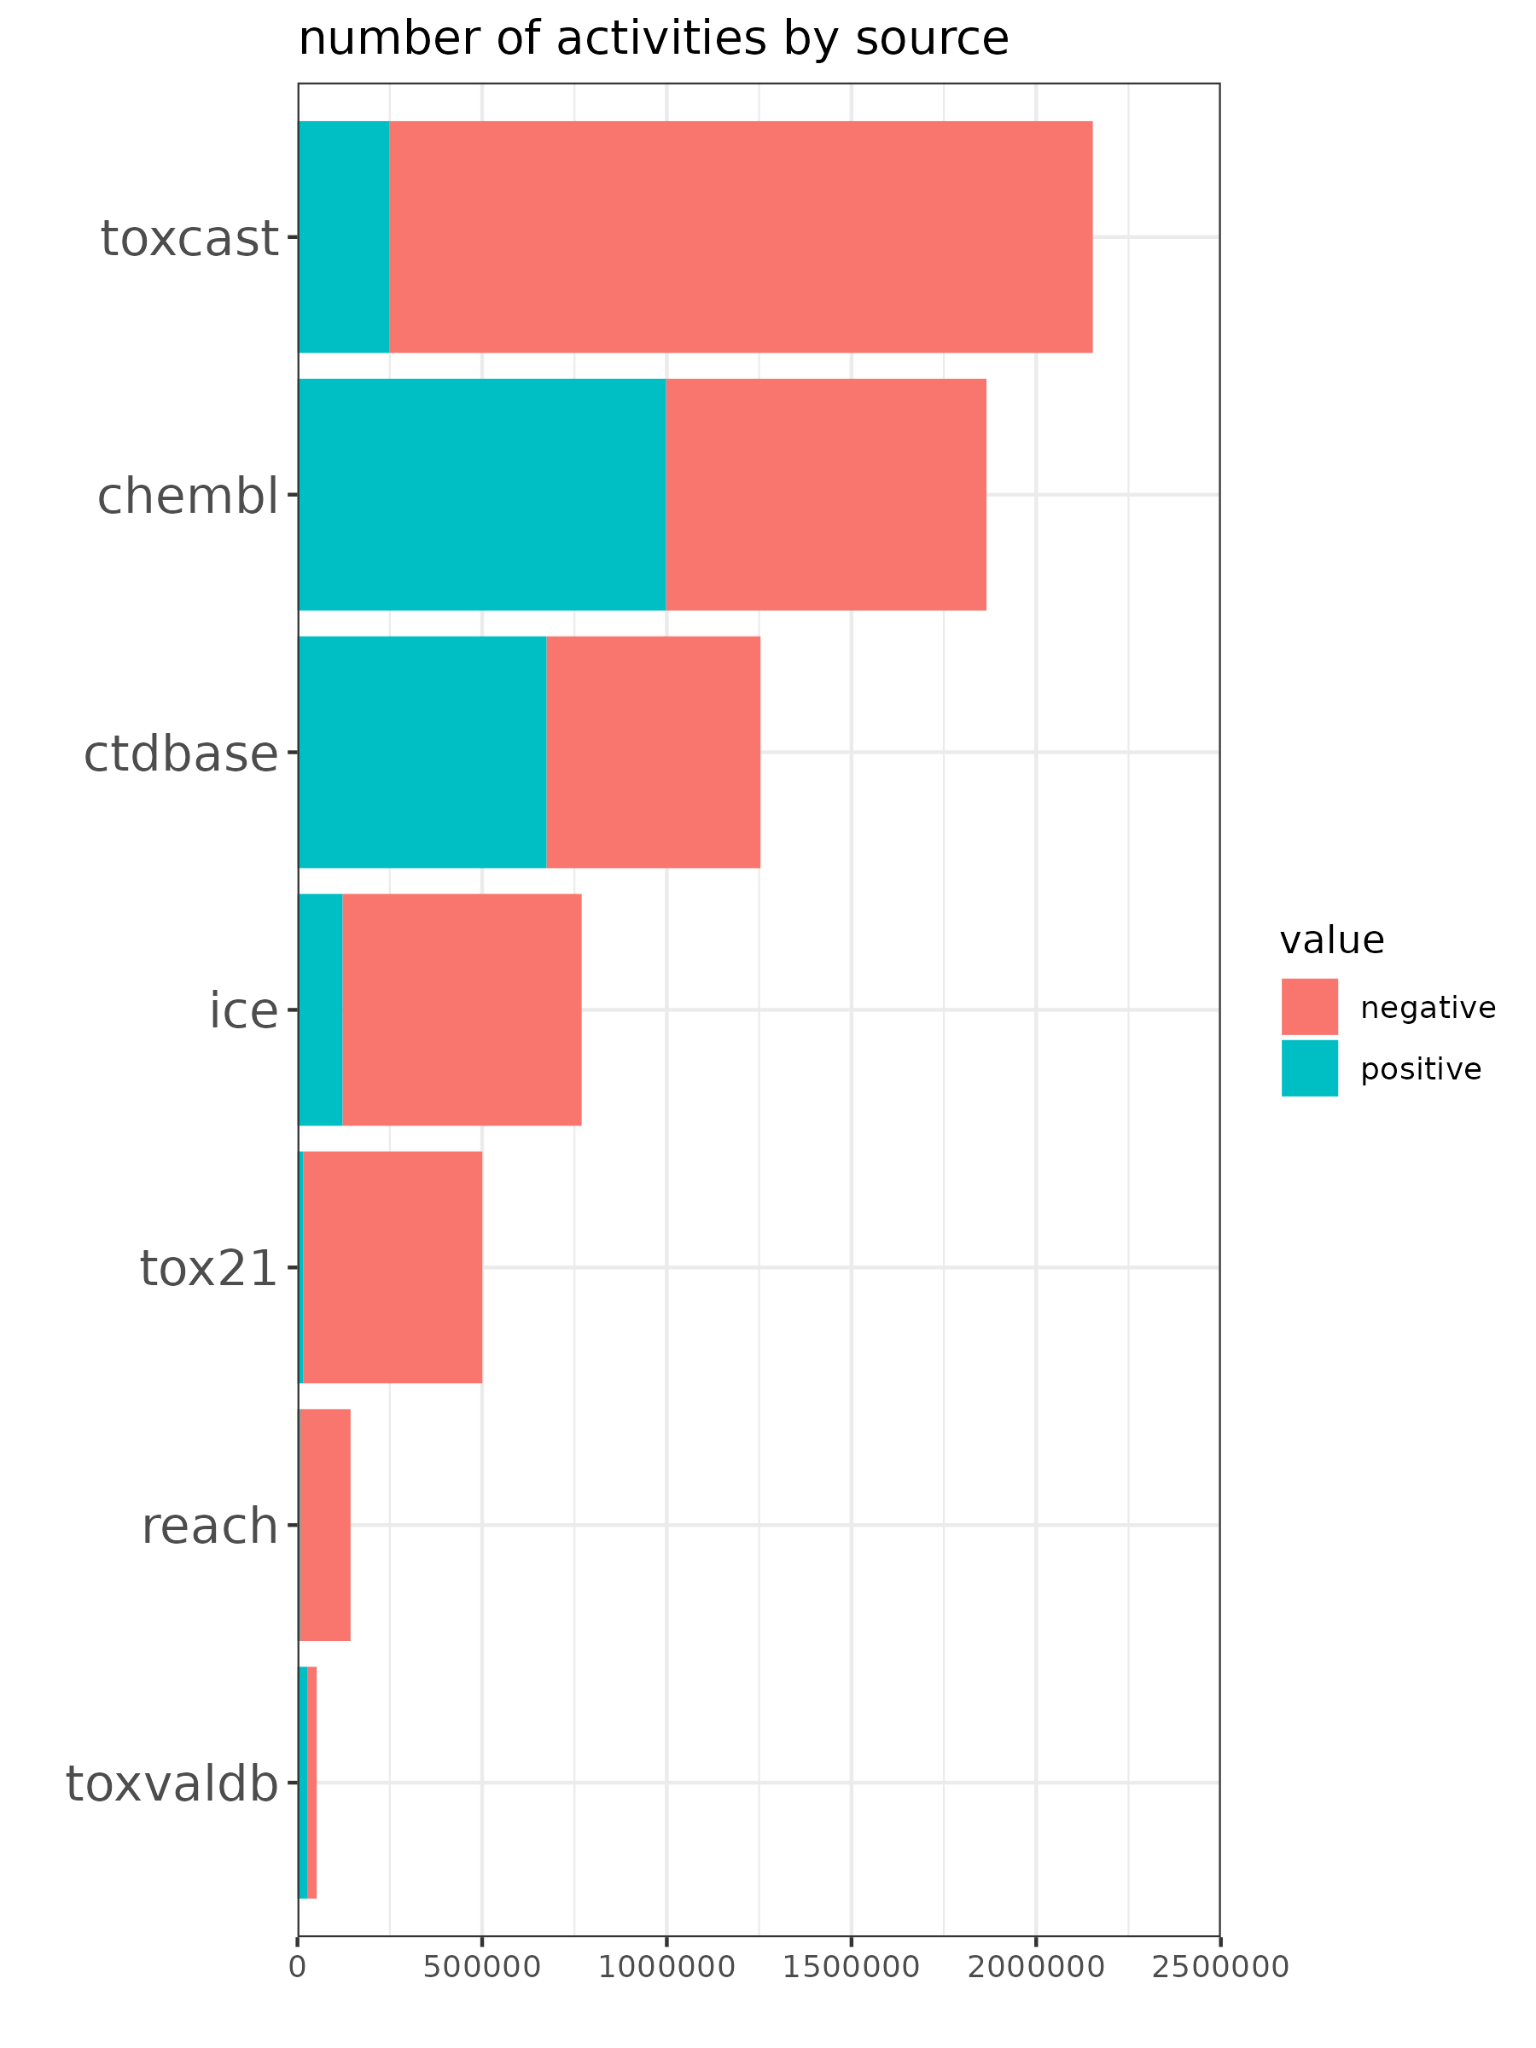 number of activities by source
toxcast
chembl
ctdbase
ice
tox21
reach
toxvaldb
0 500000 1000000 1500000 2000000 2500000
value
negative
positive